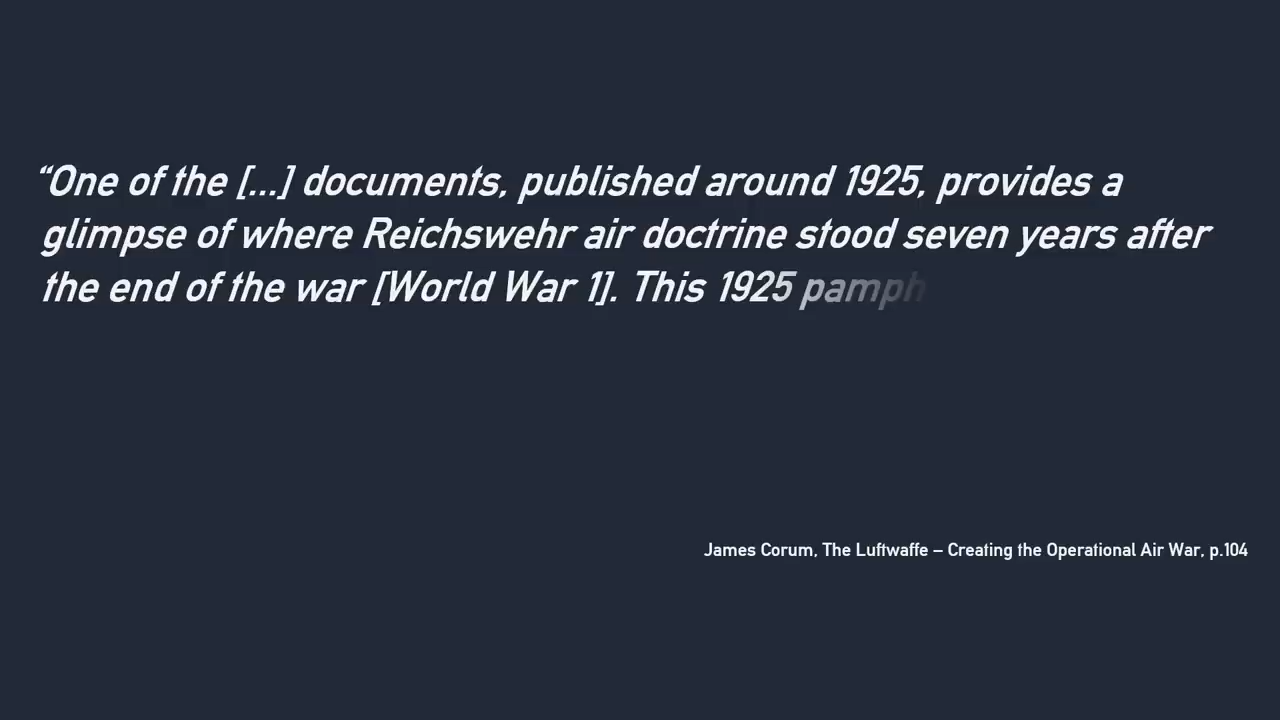 “One of the [...] documents, published around 1925, provides a
glimpse of where Reichswehr air doctrine stood seven years after
the end of the war [World War 1]. This 1925 pamph
James Corum, The Luftwaffe – Creating the Operational Air War, p.104